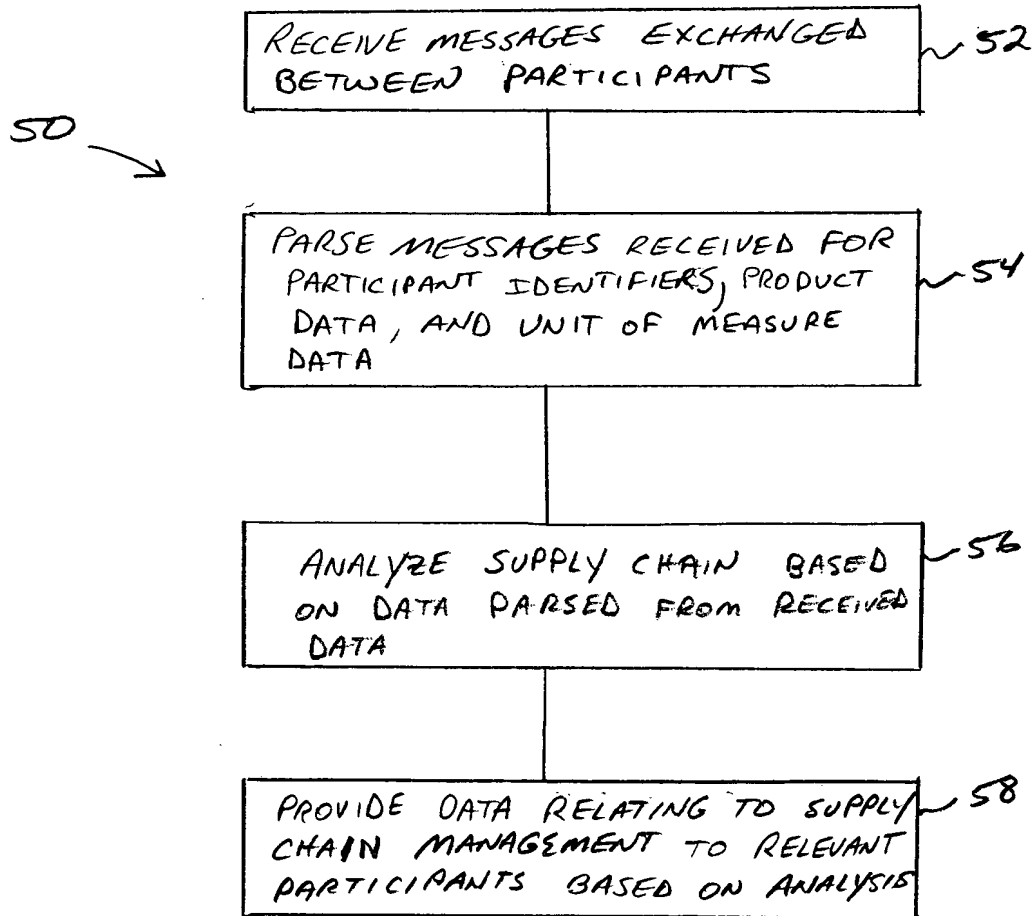 RECEIVE MESSAGES EXCHANGED
BETWEEN PARTICIPANTS
52
50
PARSE MESSAGES RECEIVED FOR
PARTICIPANT IDENTIFIERS, PRODUCT
DATA, AND UNIT OF MEASURE
DATA
54
ANALYZE SUPPLY CHAIN BASED
ON DATA PARSED FROM RECEIVED
DATA
56
PROVIDE DATA RELATING TO SUPPLY
CHAIN MANAGEMENT TO RELEVANT
PARTICIPANTS BASED ON ANALYSIS
58